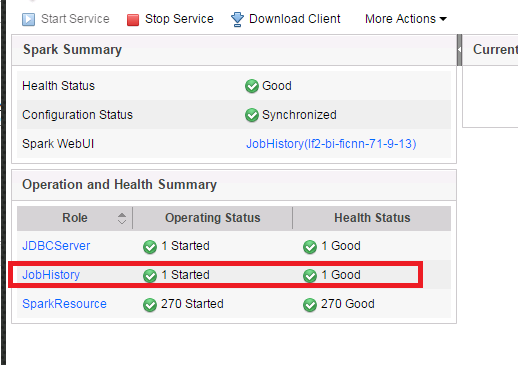 Start Service Stop Service Download Client More Actions
Spark Summary
Current
Health Status Good
Configuration Status Synchronized
Spark WebUI JobHistory(lf2-bi-ficnn-71-9-13)
Operation and Health Summary
Role Operating Status Health Status
JDBCServer 1 Started 1 Good
JobHistory 1 Started 1 Good
SparkResource 270 Started 270 Good